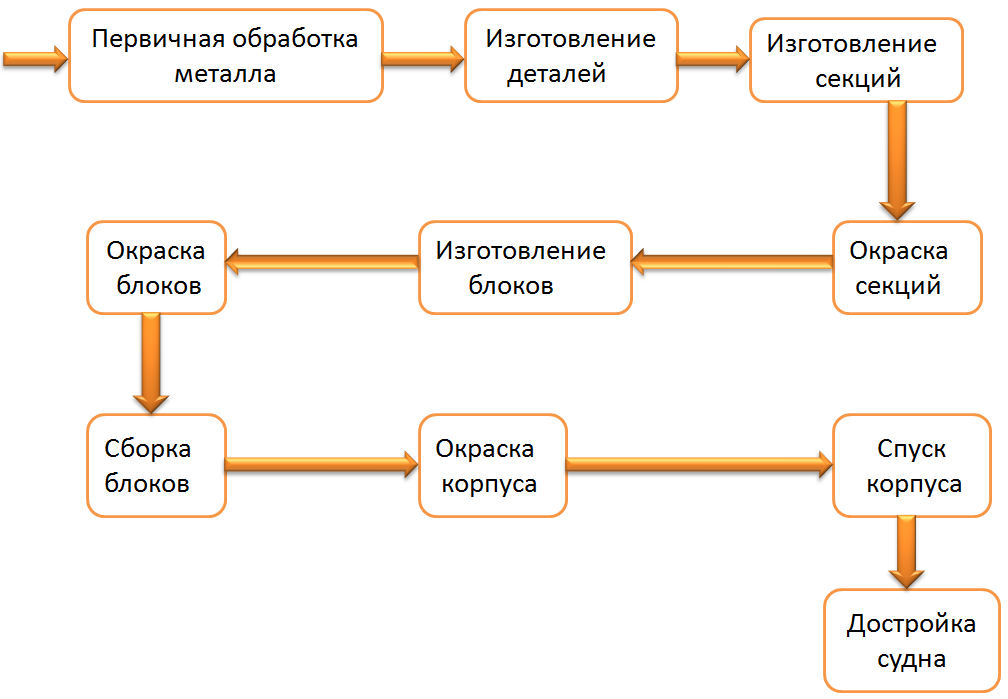 Первичная обработка
металла
Изготовление
деталей
Изготовление
секций
Окраска
секций
Изготовление
блоков
Окраска
блоков
Сборка
блоков
Окраска
корпуса
Спуск
корпуса
Достройка
судна